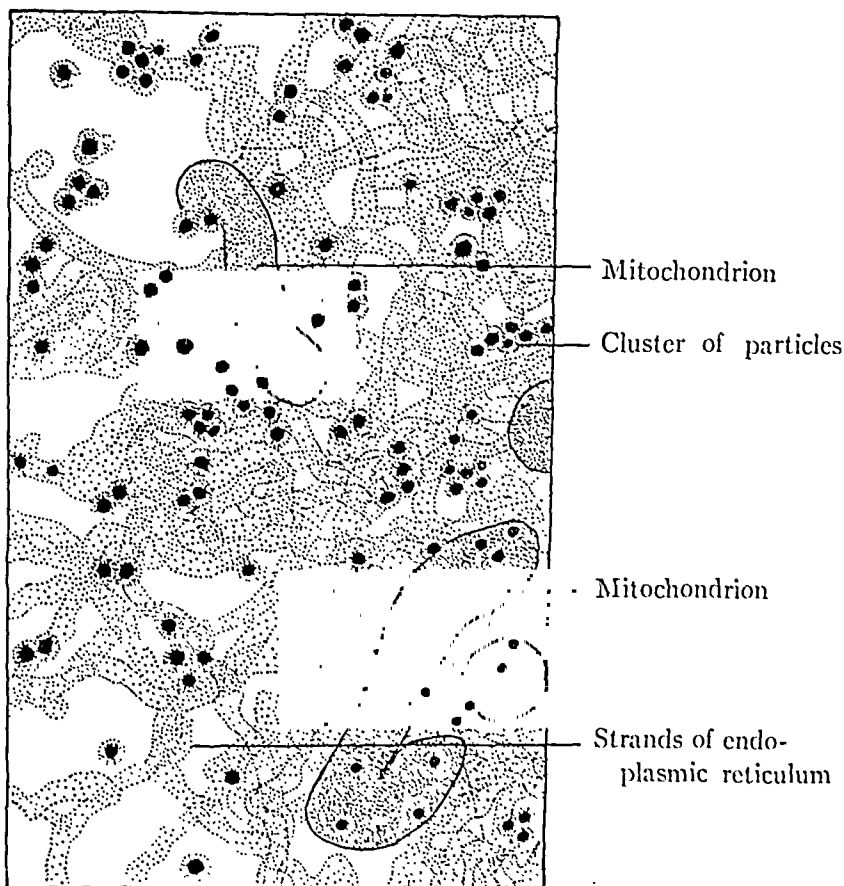 Mitochondrion
Cluster of particles
Mitochondrion
Strands of endo-
plasmic reticulum